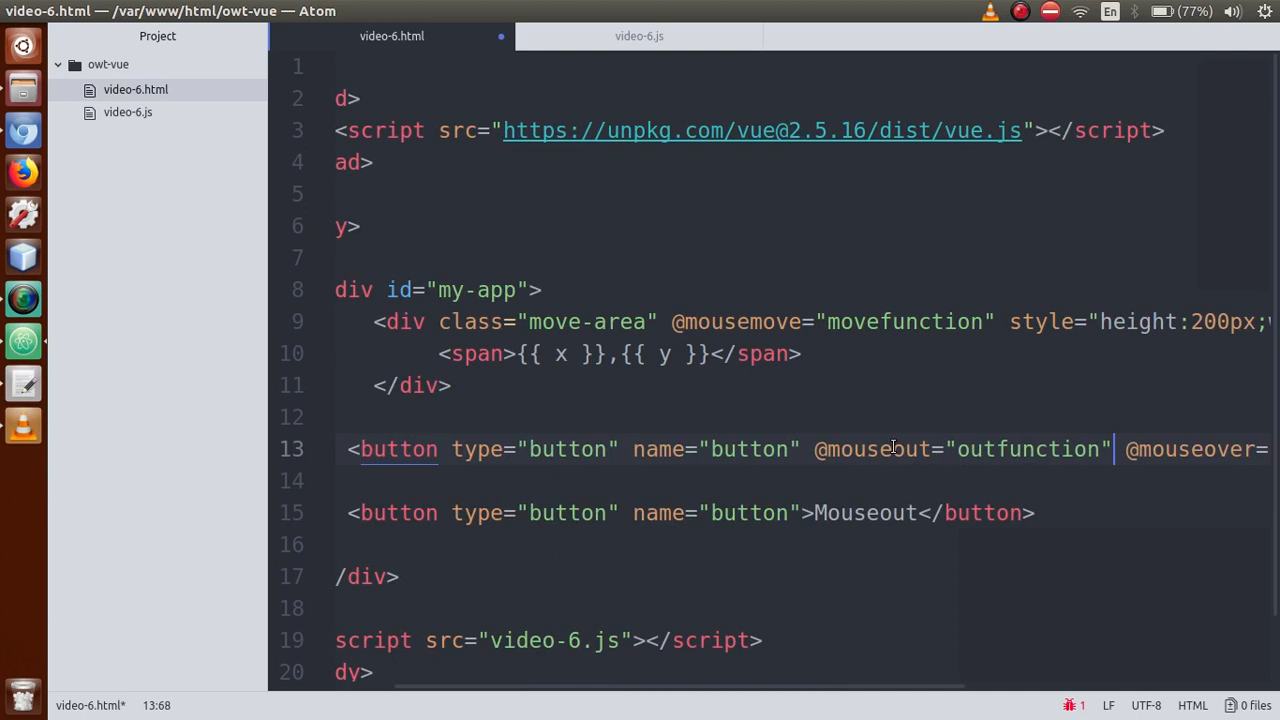 video-6.html — /var/www/html/owt-vue — Atom
En (77%)
Project
owt-vue
video-6.html
video-6.js
video-6.html
video-6.js
1
2 d>
3 <script src="https://unpkg.com/vue@2.5.16/dist/vue.js"></script>
4 ad>
5
6 y>
7
8 div id="my-app">
9 <div class="move-area" @mousemove="movefunction" style="height:200px;
10 <span>{{ x }},{{ y }}</span>
11 </div>
12
13 <button type="button" name="button" @mouseout="outfunction" @mouseover=
14
15 <button type="button" name="button">Mouseout</button>
16
17 /div>
18
19 script src="video-6.js"></script>
20 dy>
video-6.html* 13:68
1 LF UTF-8 HTML 0 files